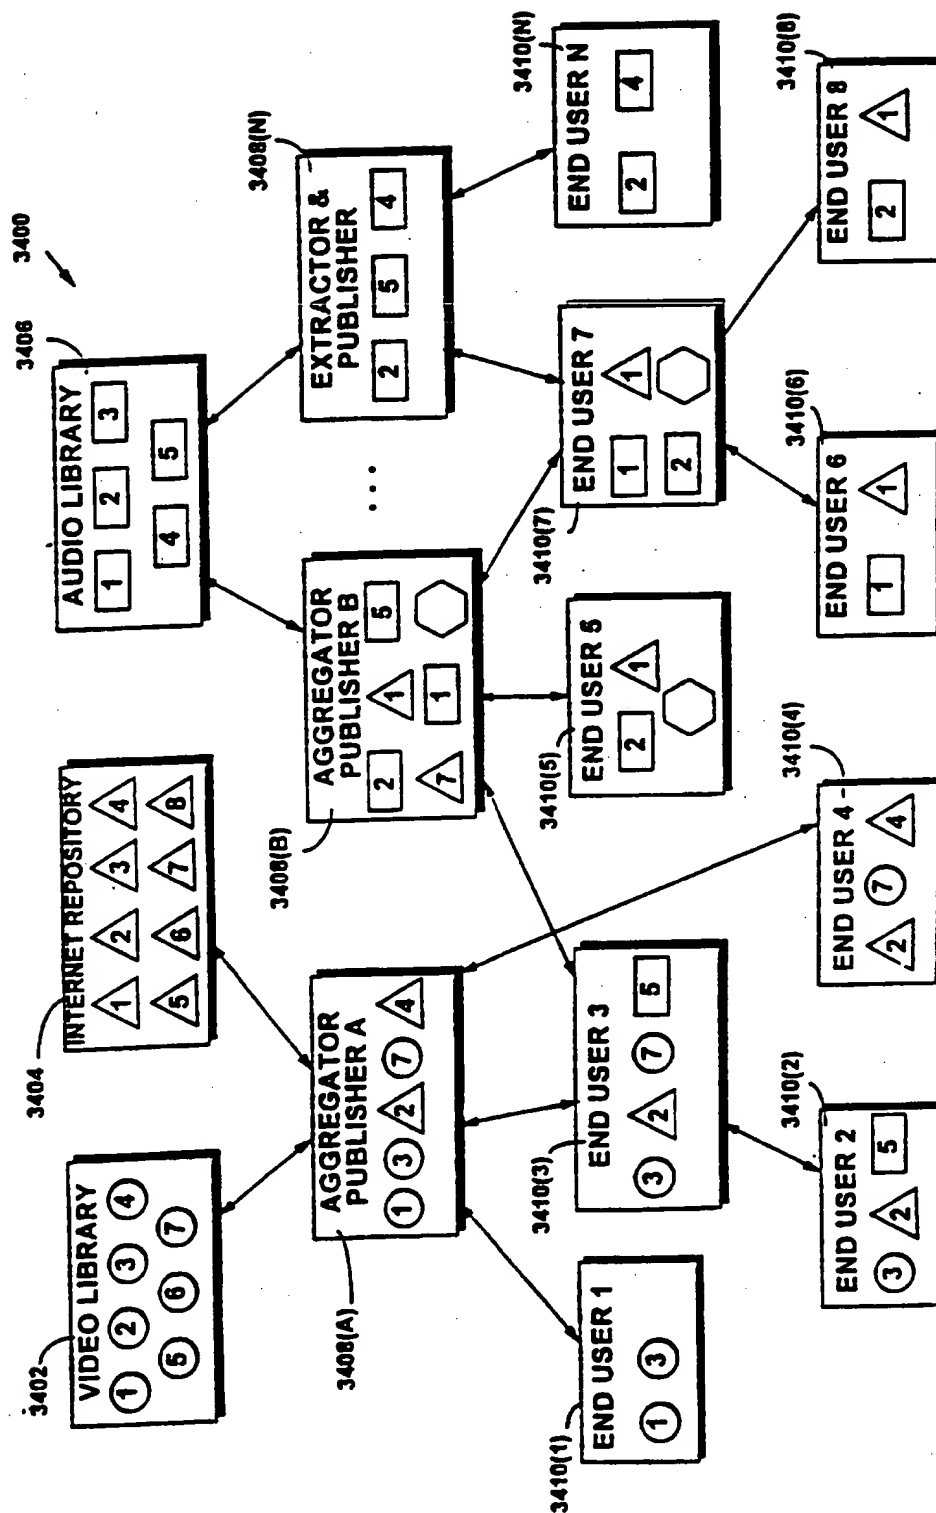 3400
3402
VIDEO LIBRARY
1 2 3 4
5 6 7
3404
INTERNET REPOSITORY
1 2 3 4
5 6 7 8
3406
AUDIO LIBRARY
1 2 3
4 5
3408(A)
AGGREGATOR
PUBLISHER A
1 3 2 7 4
3408(B)
AGGREGATOR
PUBLISHER B
2 1 5
7 1
...
3408(N)
EXTRACTOR &
PUBLISHER
2 5 4
3410(1)
END USER 1
1 3
3410(3)
END USER 3
3 2 7 5
3410(5)
END USER 5
2 1
3410(7)
END USER 7
1 1
2
3410(N)
END USER N
2 4
3410(2)
END USER 2
3 2 5
3410(4)
END USER 4
2 7 4
3410(6)
END USER 6
1 1
3410(8)
END USER 8
2 1